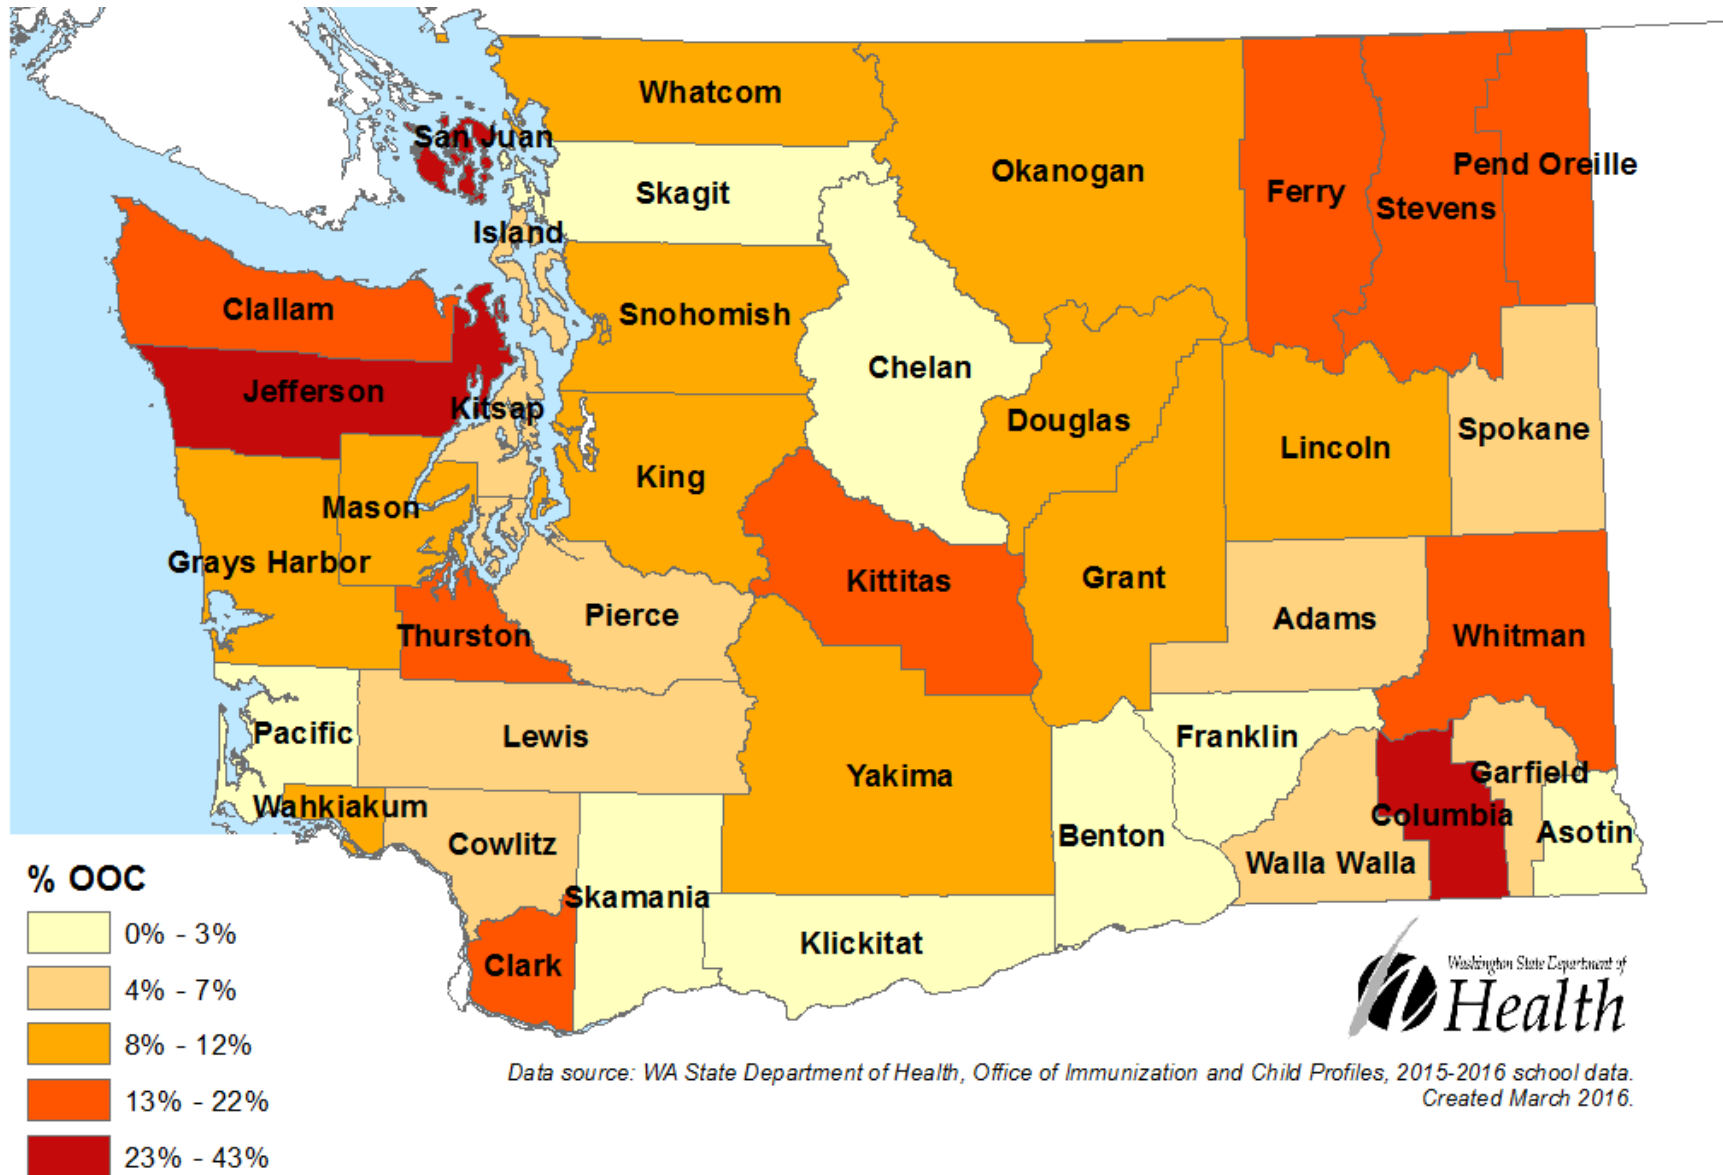 Whatcom
San Juan
Okanogan
Pend Oreille
Skagit
Ferry
Stevens
Island
Clallam
Snohomish
Chelan
Jefferson
Kitsap
Douglas
Spokane
Lincoln
King
Mason
Grays Harbor
Kittitas
Grant
Pierce
Adams
Thurston
Whitman
Pacific
Lewis
Franklin
Yakima
Garfield
Wahkiakum
Columbia
Cowlitz
Benton
Asotin
Walla Walla
Skamania
Klickitat
Clark
% OOC
0% - 3%
4% - 7%
8% - 12%
13% - 22%
23% - 43%
Washington State Department of
Health
Data source: WA State Department of Health, Office of Immunization and Child Profiles, 2015-2016 school data.
Created March 2016.